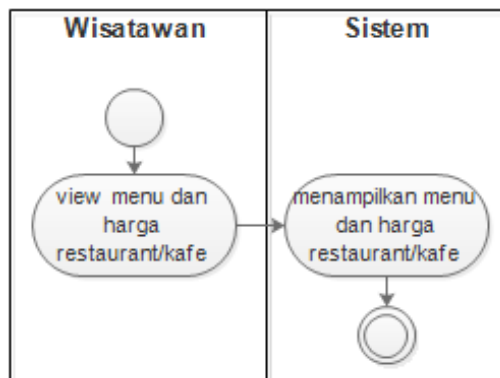 Wisatawan
Sistem
view menu dan
harga
restaurant/kafe
menampilkan menu
dan harga
restaurant/kafe